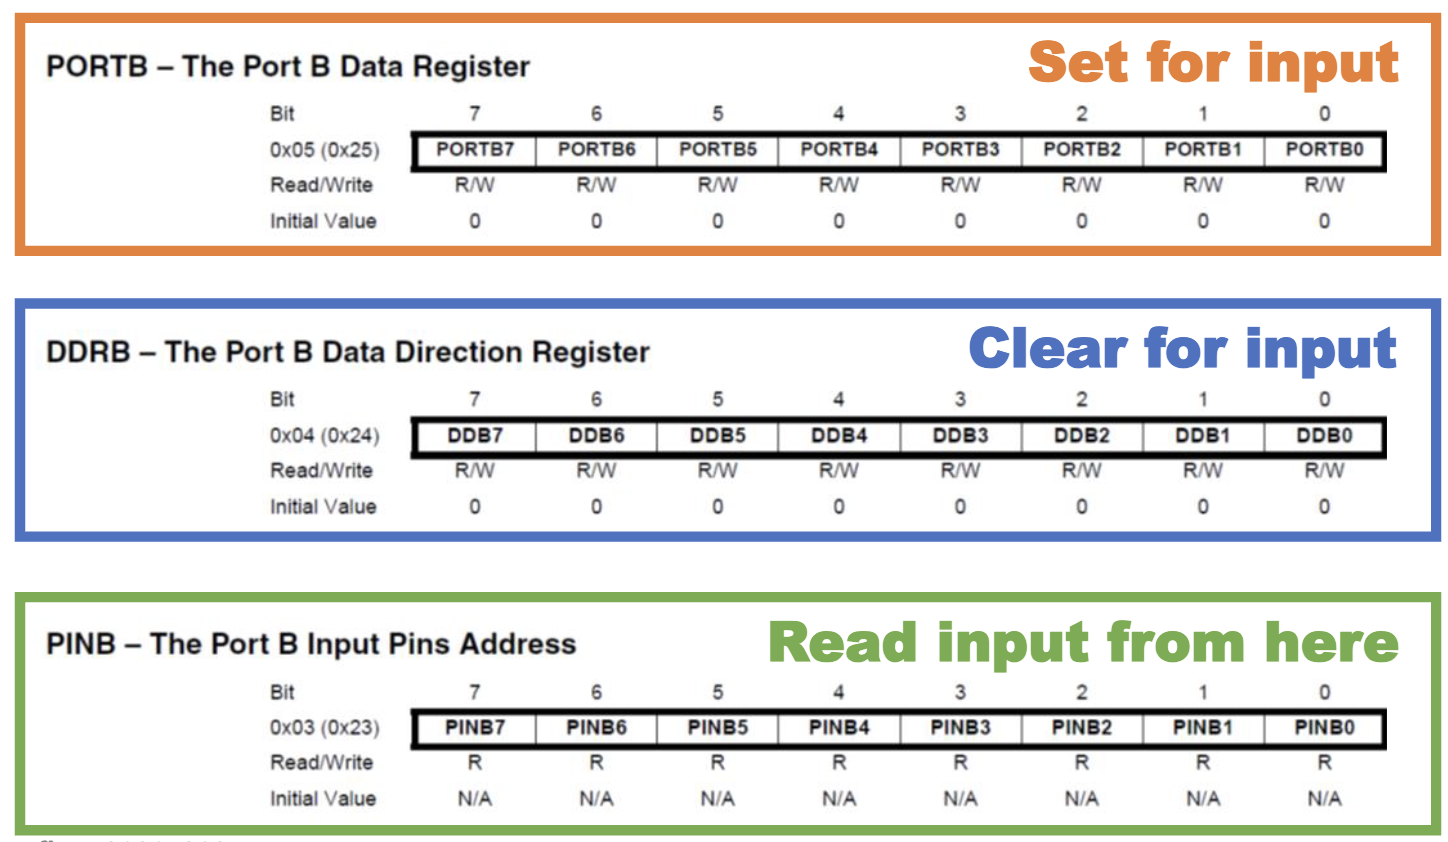 PORTB – The Port B Data Register
Set for input
Bit 7 6 5 4 3 2 1 0
0x05 (0x25) PORTB7 PORTB6 PORTB5 PORTB4 PORTB3 PORTB2 PORTB1 PORTB0
Read/Write R/W R/W R/W R/W R/W R/W R/W R/W
Initial Value 0 0 0 0 0 0 0 0
DDRB – The Port B Data Direction Register
Clear for input
Bit 7 6 5 4 3 2 1 0
0x04 (0x24) DDB7 DDB6 DDB5 DDB4 DDB3 DDB2 DDB1 DDB0
Read/Write R/W R/W R/W R/W R/W R/W R/W R/W
Initial Value 0 0 0 0 0 0 0 0
PINB – The Port B Input Pins Address
Read input from here
Bit 7 6 5 4 3 2 1 0
0x03 (0x23) PINB7 PINB6 PINB5 PINB4 PINB3 PINB2 PINB1 PINB0
Read/Write R R R R R R R R
Initial Value N/A N/A N/A N/A N/A N/A N/A N/A